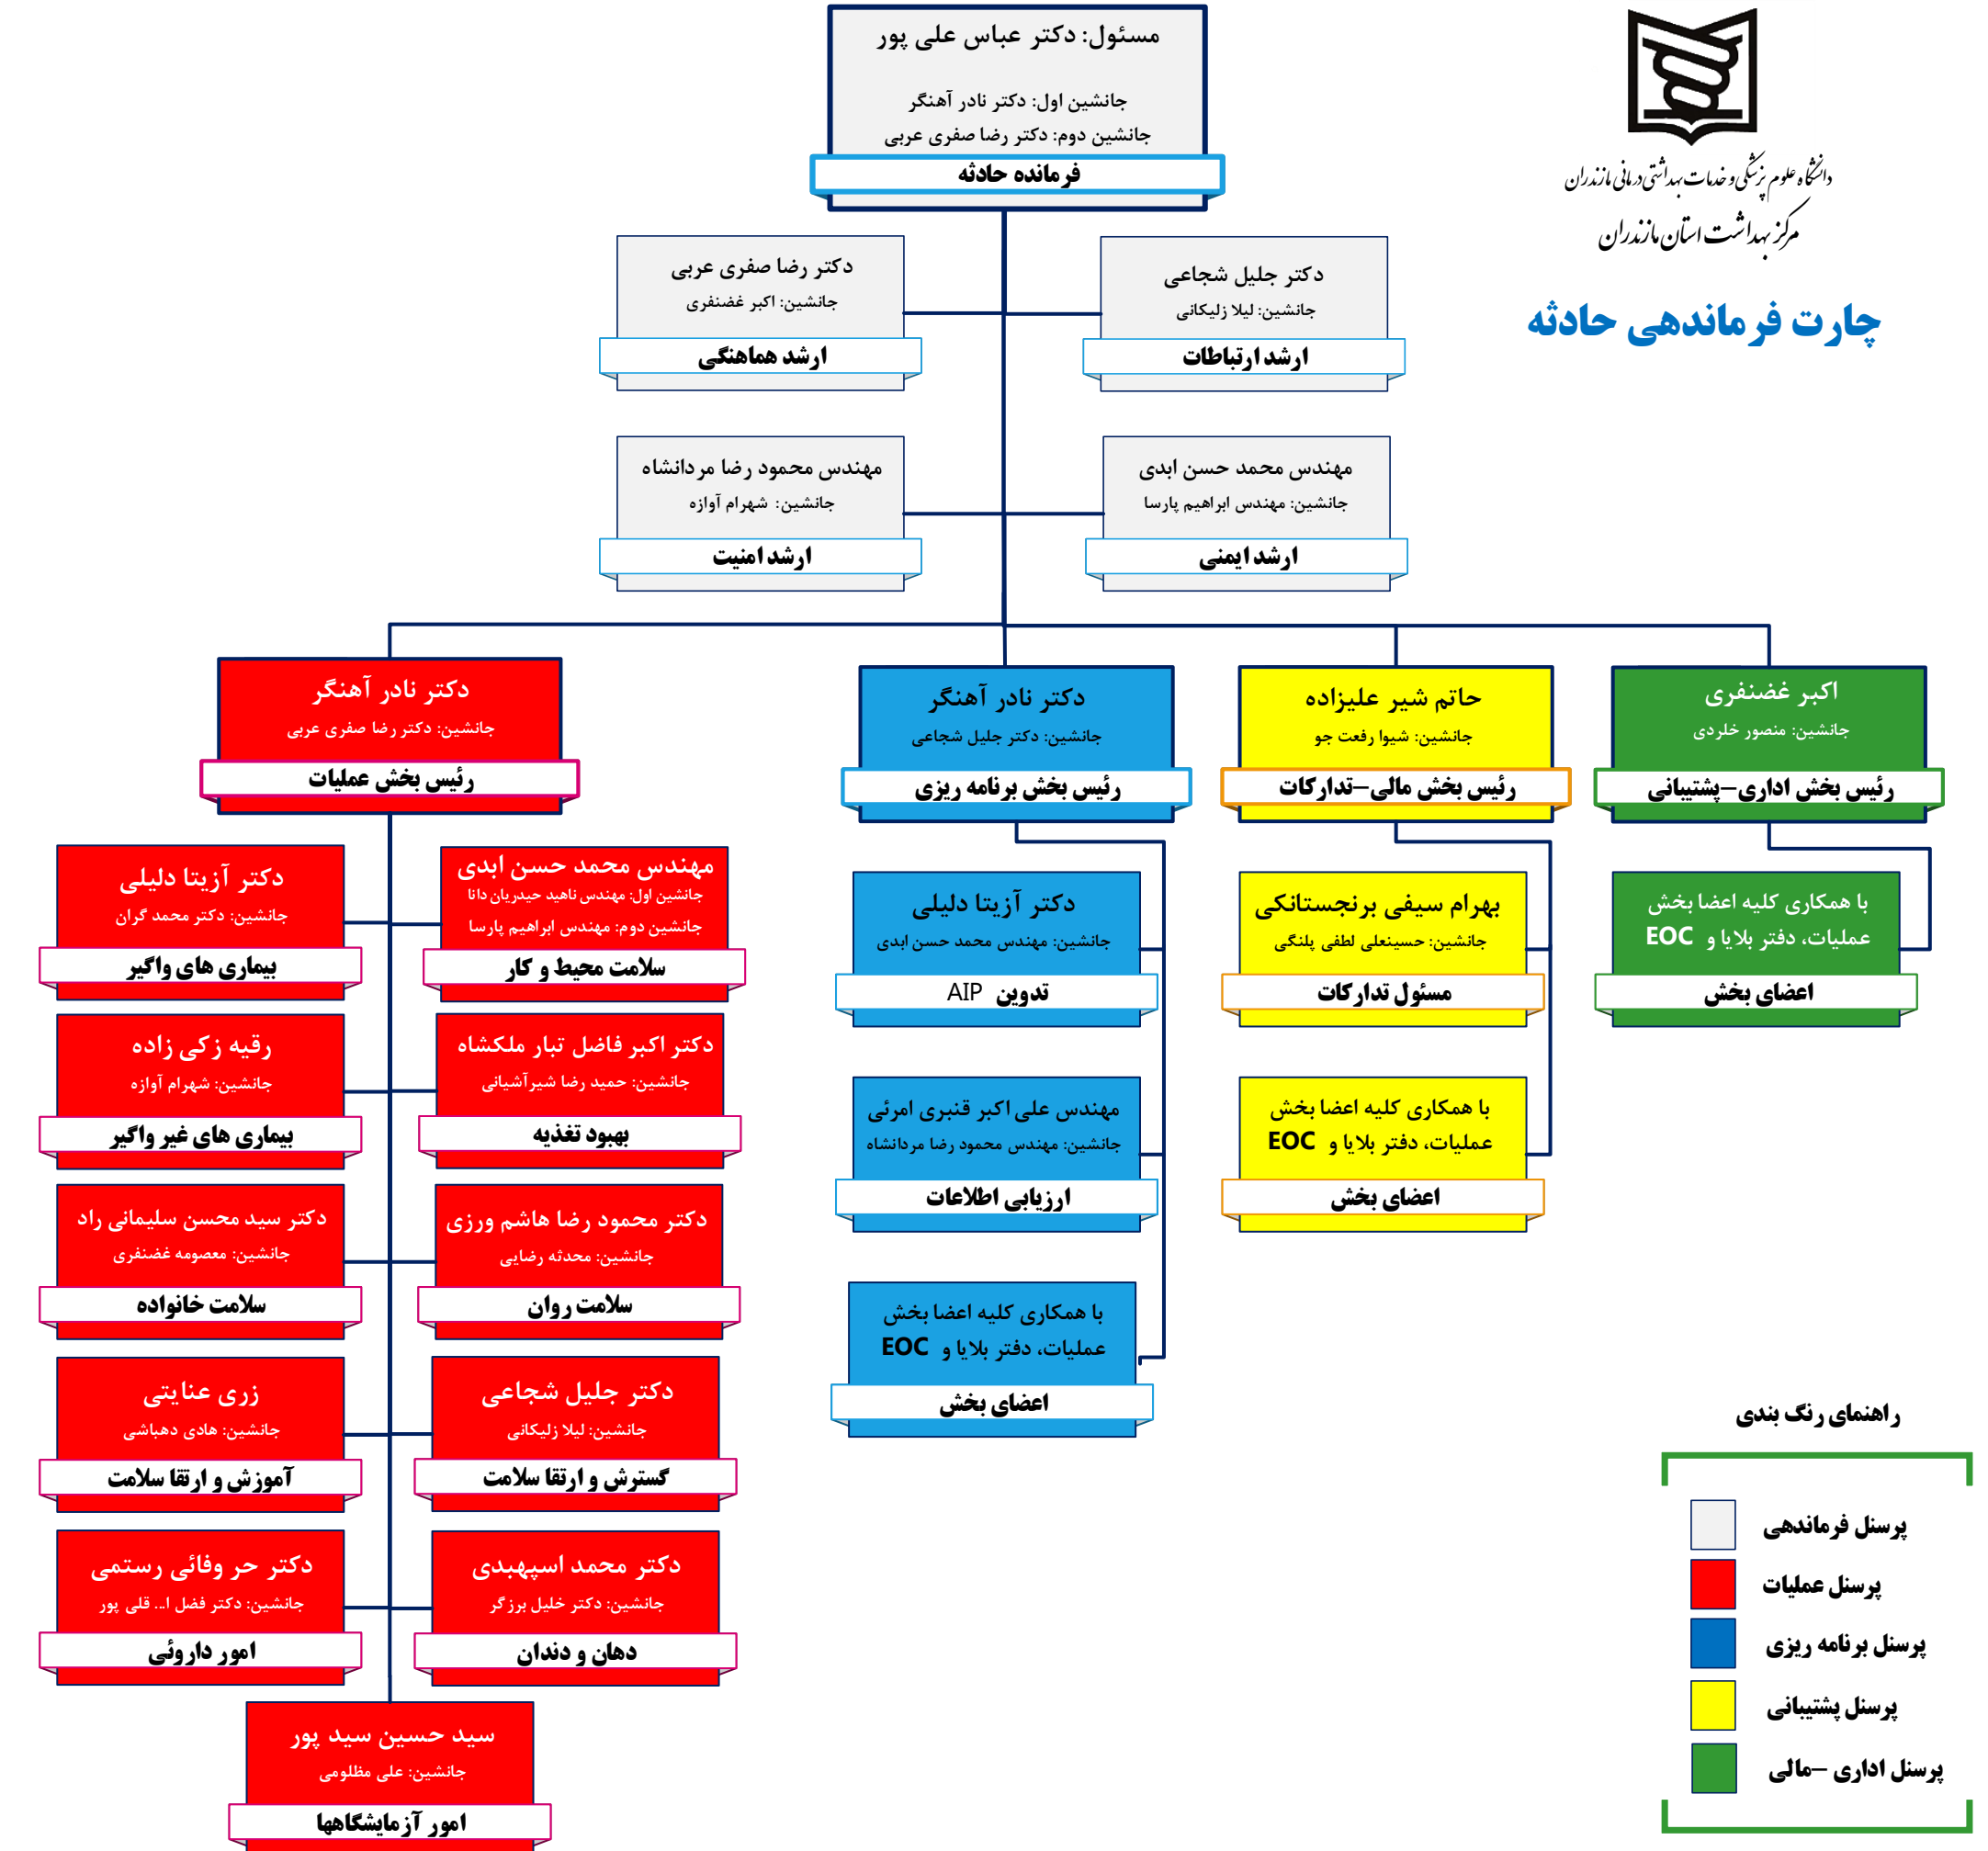 دانشگاه علوم پزشکی و خدمات بهداشتی درمانی مازندران
مرکز بهداشت استان مازندران
چارت فرماندهی حادثه
مسئول: دکتر عباس علی پور
جانشین اول: دکتر نادر آهنگر
جانشین دوم: دکتر رضا صفری عربی
فرمانده حادثه
دکتر جلیل شجاعی
جانشین: لیلا زلیکانی
ارشد ارتباطات
دکتر رضا صفری عربی
جانشین: اکبر غضنفری
ارشد هماهنگی
مهندس محمد حسن ابدی
جانشین: مهندس ابراهیم پارسا
ارشد ایمنی
مهندس محمود رضا مردانشاه
جانشین: شهرام آوازه
ارشد امنیت
اکبر غضنفری
جانشین: منصور خلردی
رئیس بخش اداری-پشتیبانی
حاتم شیر علیزاده
جانشین: شیوا رفعت جو
رئیس بخش مالی-تدارکات
دکتر نادر آهنگر
جانشین: دکتر جلیل شجاعی
رئیس بخش برنامه ریزی
دکتر نادر آهنگر
جانشین: دکتر رضا صفری عربی
رئیس بخش عملیات
با همکاری کلیه اعضا بخش
عملیات، دفتر بلایا و EOC
اعضای بخش
بهرام سیفی برنجستانکی
جانشین: حسینعلی لطفی پلنگی
مسئول تدارکات
با همکاری کلیه اعضا بخش
عملیات، دفتر بلایا و EOC
اعضای بخش
دکتر آزیتا دلیلی
جانشین: مهندس محمد حسن ابدی
تدوین AIP
مهندس علی اکبر قنبری امرئی
جانشین: مهندس محمود رضا مردانشاه
ارزیابی اطلاعات
با همکاری کلیه اعضا بخش
عملیات، دفتر بلایا و EOC
اعضای بخش
مهندس محمد حسن ابدی
جانشین اول: مهندس ناهید حیدریان دانا
جانشین دوم: مهندس ابراهیم پارسا
سلامت محیط و کار
دکتر آزیتا دلیلی
جانشین: دکتر محمد گران
بیماری های واگیر
دکتر اکبر فاضل تبار ملکشاه
جانشین: حمید رضا شیرآشیانی
بهبود تغذیه
رقیه زکی زاده
جانشین: شهرام آوازه
بیماری های غیر واگیر
دکتر محمود رضا هاشم ورزی
جانشین: محدثه رضایی
سلامت روان
دکتر سید محسن سلیمانی راد
جانشین: معصومه غضنفری
سلامت خانواده
دکتر جلیل شجاعی
جانشین: لیلا زلیکانی
گسترش و ارتقا سلامت
زری عنایتی
جانشین: هادی دهباشی
آموزش و ارتقا سلامت
دکتر محمد اسپهبدی
جانشین: دکتر خلیل برزگر
دهان و دندان
دکتر حر وفائی رستمی
جانشین: دکتر فضل ا... قلی پور
امور داروئی
سید حسین سید پور
جانشین: علی مظلومی
امور آزمایشگاهها
راهنمای رنگ بندی
پرسنل فرماندهی
پرسنل عملیات
پرسنل برنامه ریزی
پرسنل پشتیبانی
پرسنل اداری -مالی